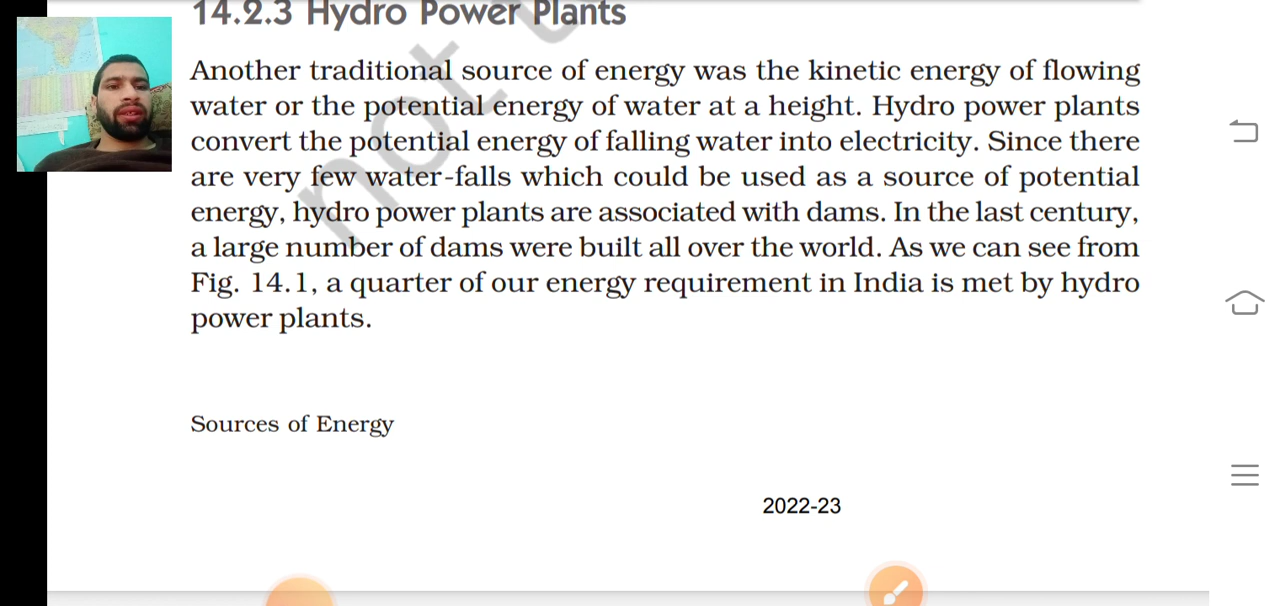 14.2.3 Hydro Power Plants
Another traditional source of energy was the kinetic energy of flowing
water or the potential energy of water at a height. Hydro power plants
convert the potential energy of falling water into electricity. Since there
are very few water-falls which could be used as a source of potential
energy, hydro power plants are associated with dams. In the last century,
a large number of dams were built all over the world. As we can see from
Fig. 14.1, a quarter of our energy requirement in India is met by hydro
power plants.
Sources of Energy
2022-23
not